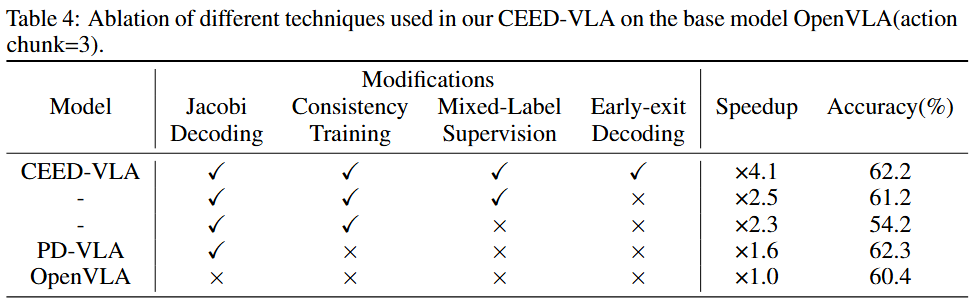 Table 4: Ablation of different techniques used in our CEED-VLA on the base model OpenVLA(action
chunk=3).
Modifications
Model Jacobi Decoding Consistency Training Mixed-Label Supervision Early-exit Decoding Speedup Accuracy(%)
CEED-VLA ✓ ✓ ✓ ✓ ×4.1 62.2
- ✓ ✓ ✓ × ×2.5 61.2
- ✓ ✓ × × ×2.3 54.2
PD-VLA ✓ × × × ×1.6 62.3
OpenVLA × × × × ×1.0 60.4